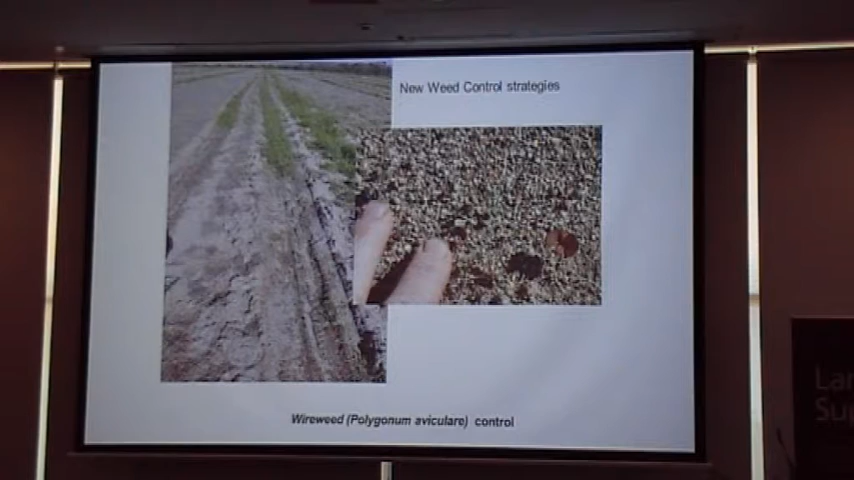 New Weed Control strategies
Wireweed (Polygonum aviculare) control